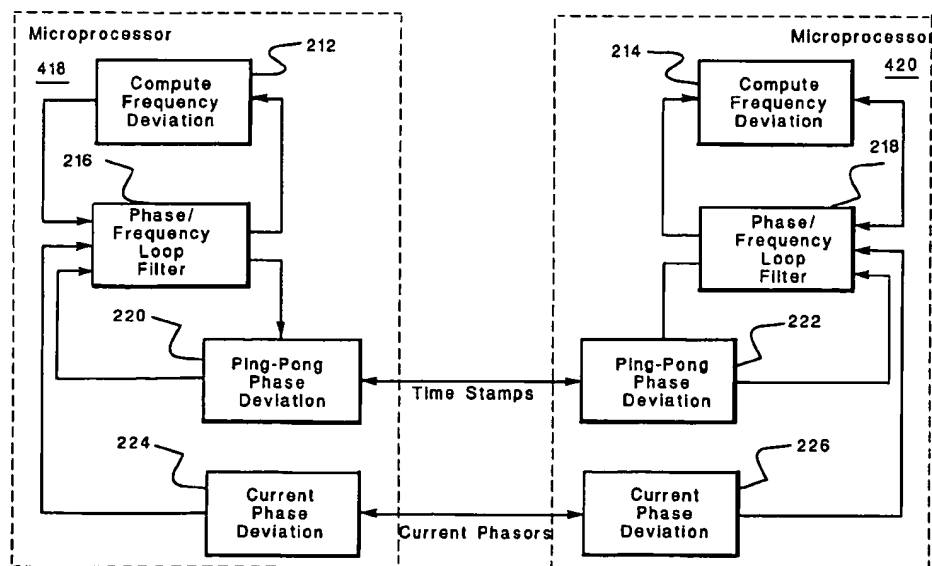 Microprocessor
418
212
Compute
Frequency
Deviation
216
Phase/
Frequency
Loop
Filter
220
Ping-Pong
Phase
Deviation
224
Current
Phase
Deviation
Time Stamps
Current Phasors
Microprocessor
420
214
Compute
Frequency
Deviation
218
Phase/
Frequency
Loop
Filter
222
Ping-Pong
Phase
Deviation
226
Current
Phase
Deviation